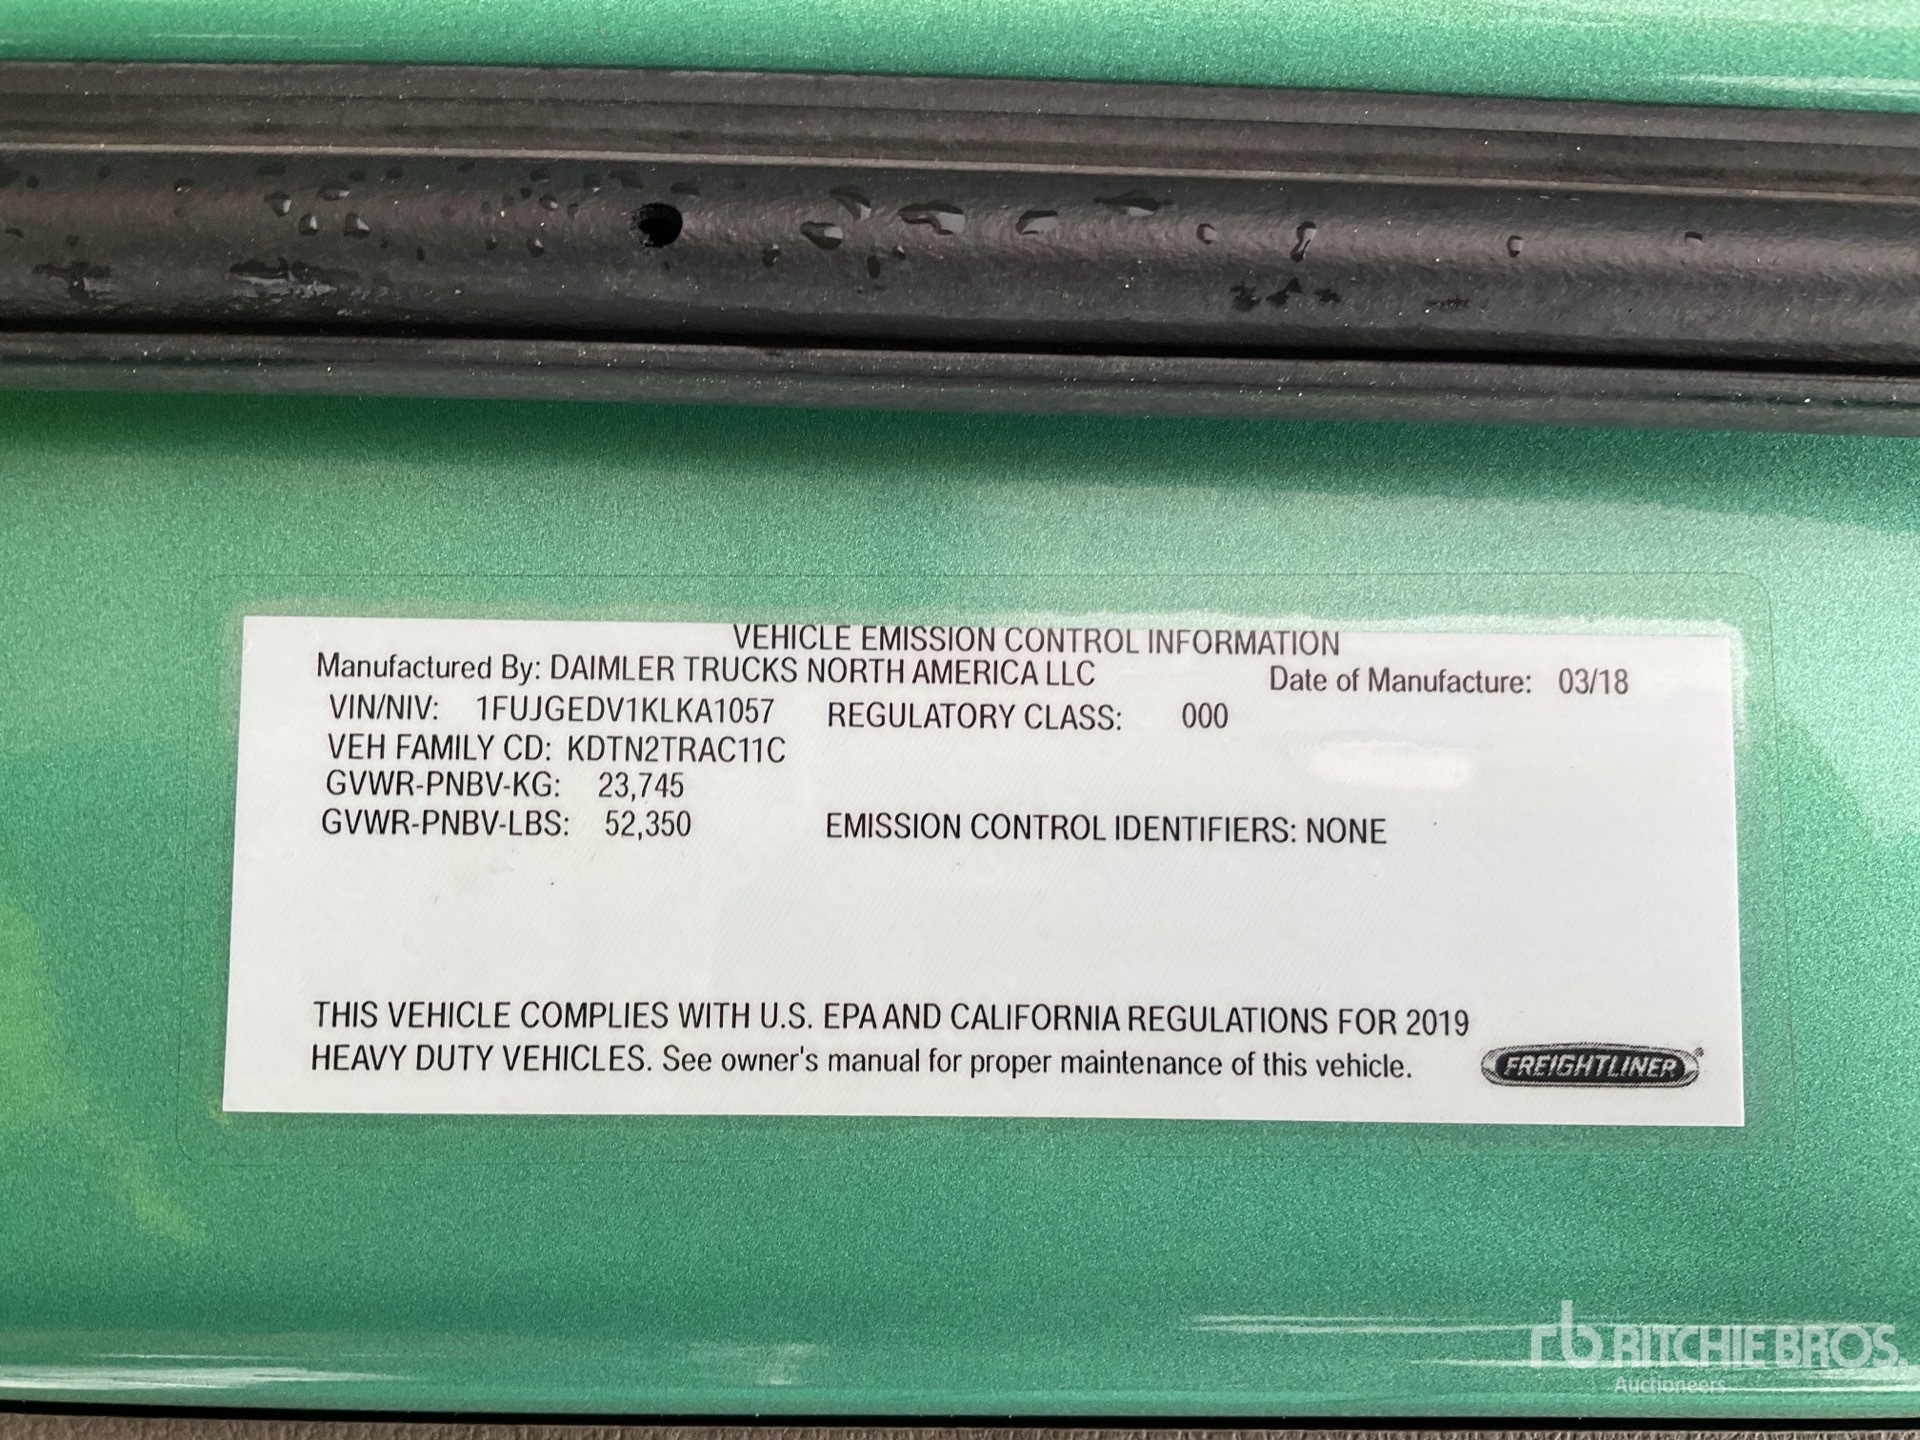 VEHICLE EMISSION CONTROL INFORMATION
Manufactured By: DAIMLER TRUCKS NORTH AMERICA LLC Date of Manufacture: 03/18
VIN/NIV: 1FUJGEDV1KLKA1057 REGULATORY CLASS: 000
VEH FAMILY CD: KDTN2TRAC11C
GVWR-PNBV-KG: 23,745
GVWR-PNBV-LBS: 52,350 EMISSION CONTROL IDENTIFIERS: NONE
THIS VEHICLE COMPLIES WITH U.S. EPA AND CALIFORNIA REGULATIONS FOR 2019
HEAVY DUTY VEHICLES. See owner's manual for proper maintenance of this vehicle.
FREIGHTLINER®
rb RITCHIE BROS.
Auctioneers